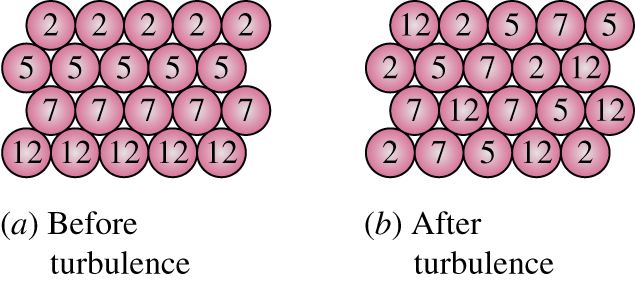 2 2 2 2 2
5 5 5 5 5
7 7 7 7 7
12 12 12 12 12
(a) Before
turbulence
12 2 5 7 5
2 5 7 2 12
7 12 7 5 12
2 7 5 12 2
(b) After
turbulence